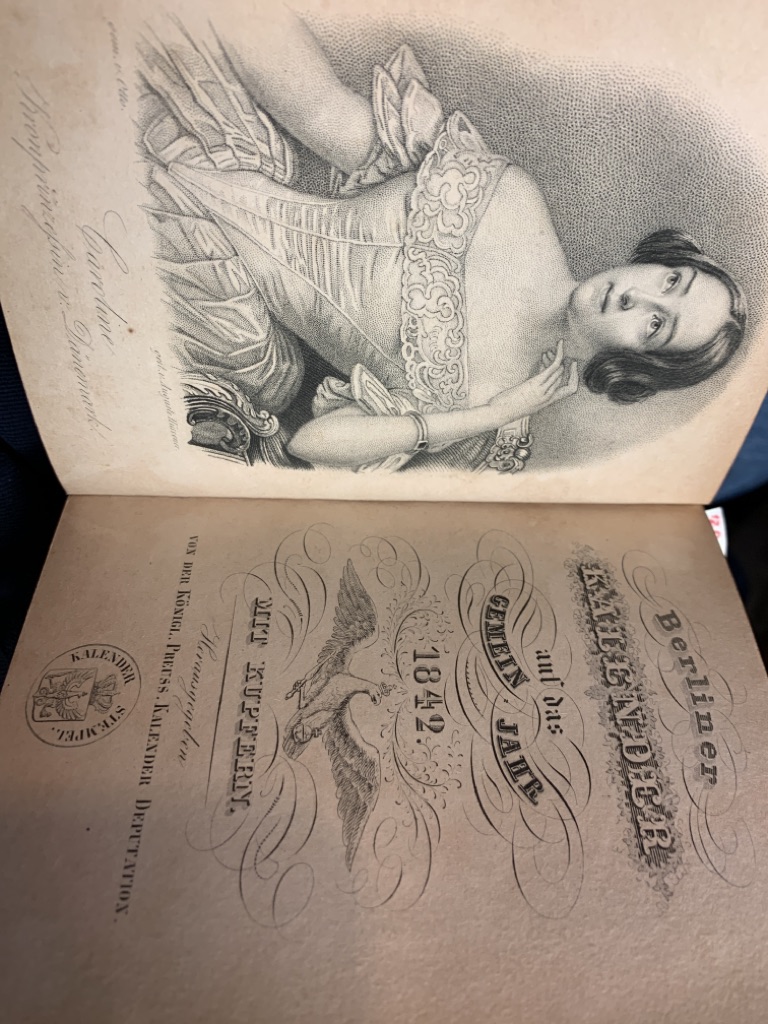 Caroline
Kronprinzessin v. Dänemark.
Berliner
KALENDER
auf das
GEMEIN-JAHR
1842.
MIT KUPFERN.
Herausgegeben
VON DER KÖNIGL. PREUSS. KALENDER DEPUTATION.
KALENDER
STEMPEL.